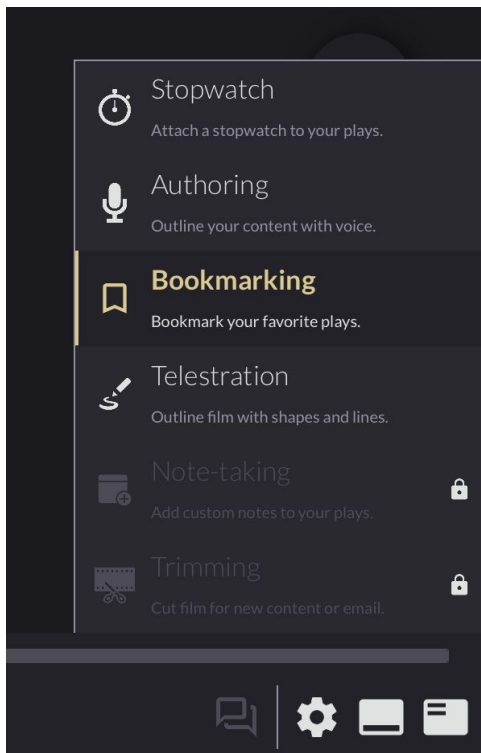 Stopwatch
Attach a stopwatch to your plays.
Authoring
Outline your content with voice.
Bookmarking
Bookmark your favorite plays.
Telestration
Outline film with shapes and lines.
Note-taking
Add custom notes to your plays.
Trimming
Cut film for new content or email.